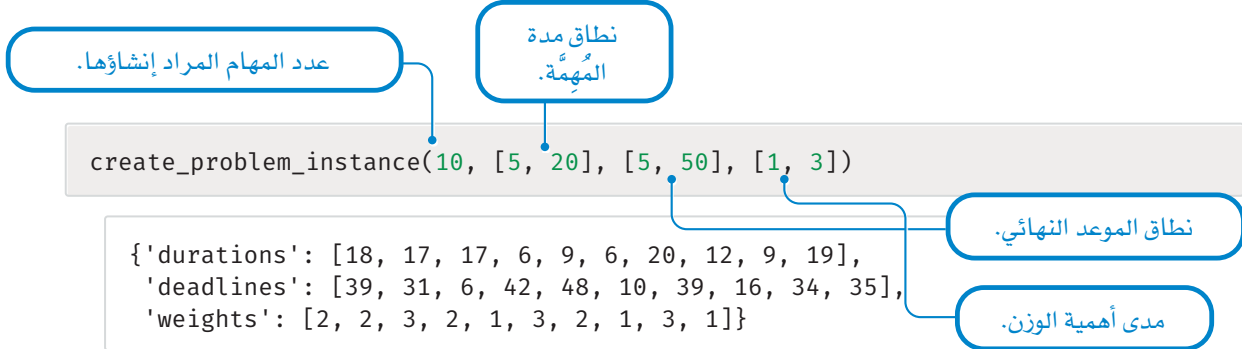 نطاق مدة
المُهِمَّة.
عدد المهام المراد إنشاؤها.
create_problem_instance(10, [5, 20], [5, 50], [1, 3])
نطاق الموعد النهائي.
{'durations': [18, 17, 17, 6, 9, 6, 20, 12, 9, 19],
'deadlines': [39, 31, 6, 42, 48, 10, 39, 16, 34, 35],
'weights': [2, 2, 3, 2, 1, 3, 2, 1, 3, 1]}
مدى أهمية الوزن.